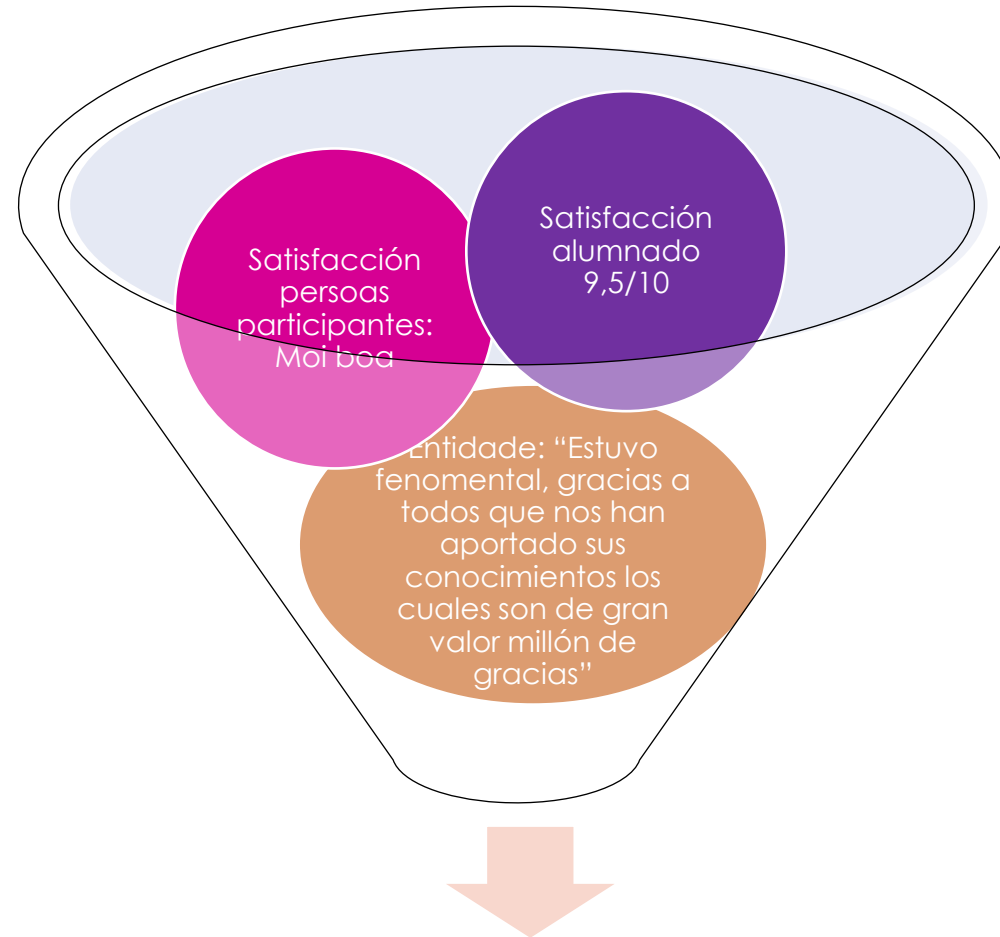 Satisfacción
persoas
participantes:
Moi boa
Satisfacción
alumnado
9,5/10
Entidade: “Estuvo
fenomental, gracias a
todos que nos han
aportado sus
conocimientos los
cuales son de gran
valor millón de
gracias”